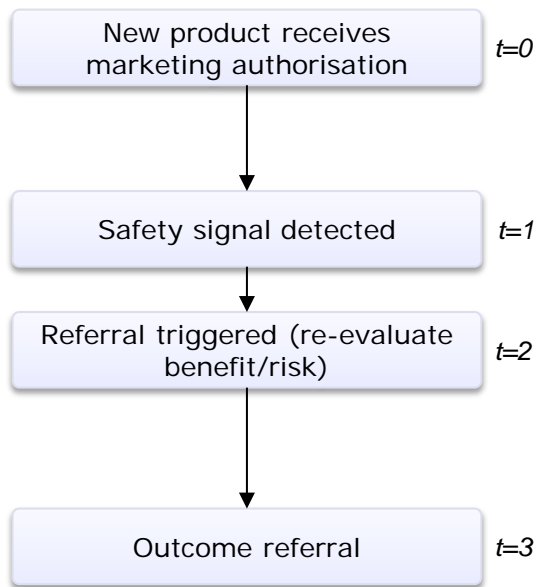 New product receives
marketing authorisation
t=0
Safety signal detected
t=1
Referral triggered (re-evaluate
benefit/risk)
t=2
Outcome referral
t=3